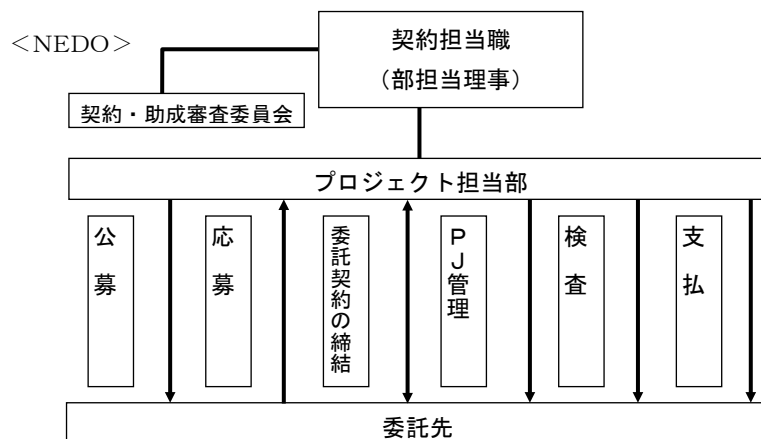 ＜NEDO＞
契約担当職
（部担当理事）
契約・助成審査委員会
プロジェクト担当部
公募
応募
委託契約の締結
ＰＪ管理
検査
支払
委託先